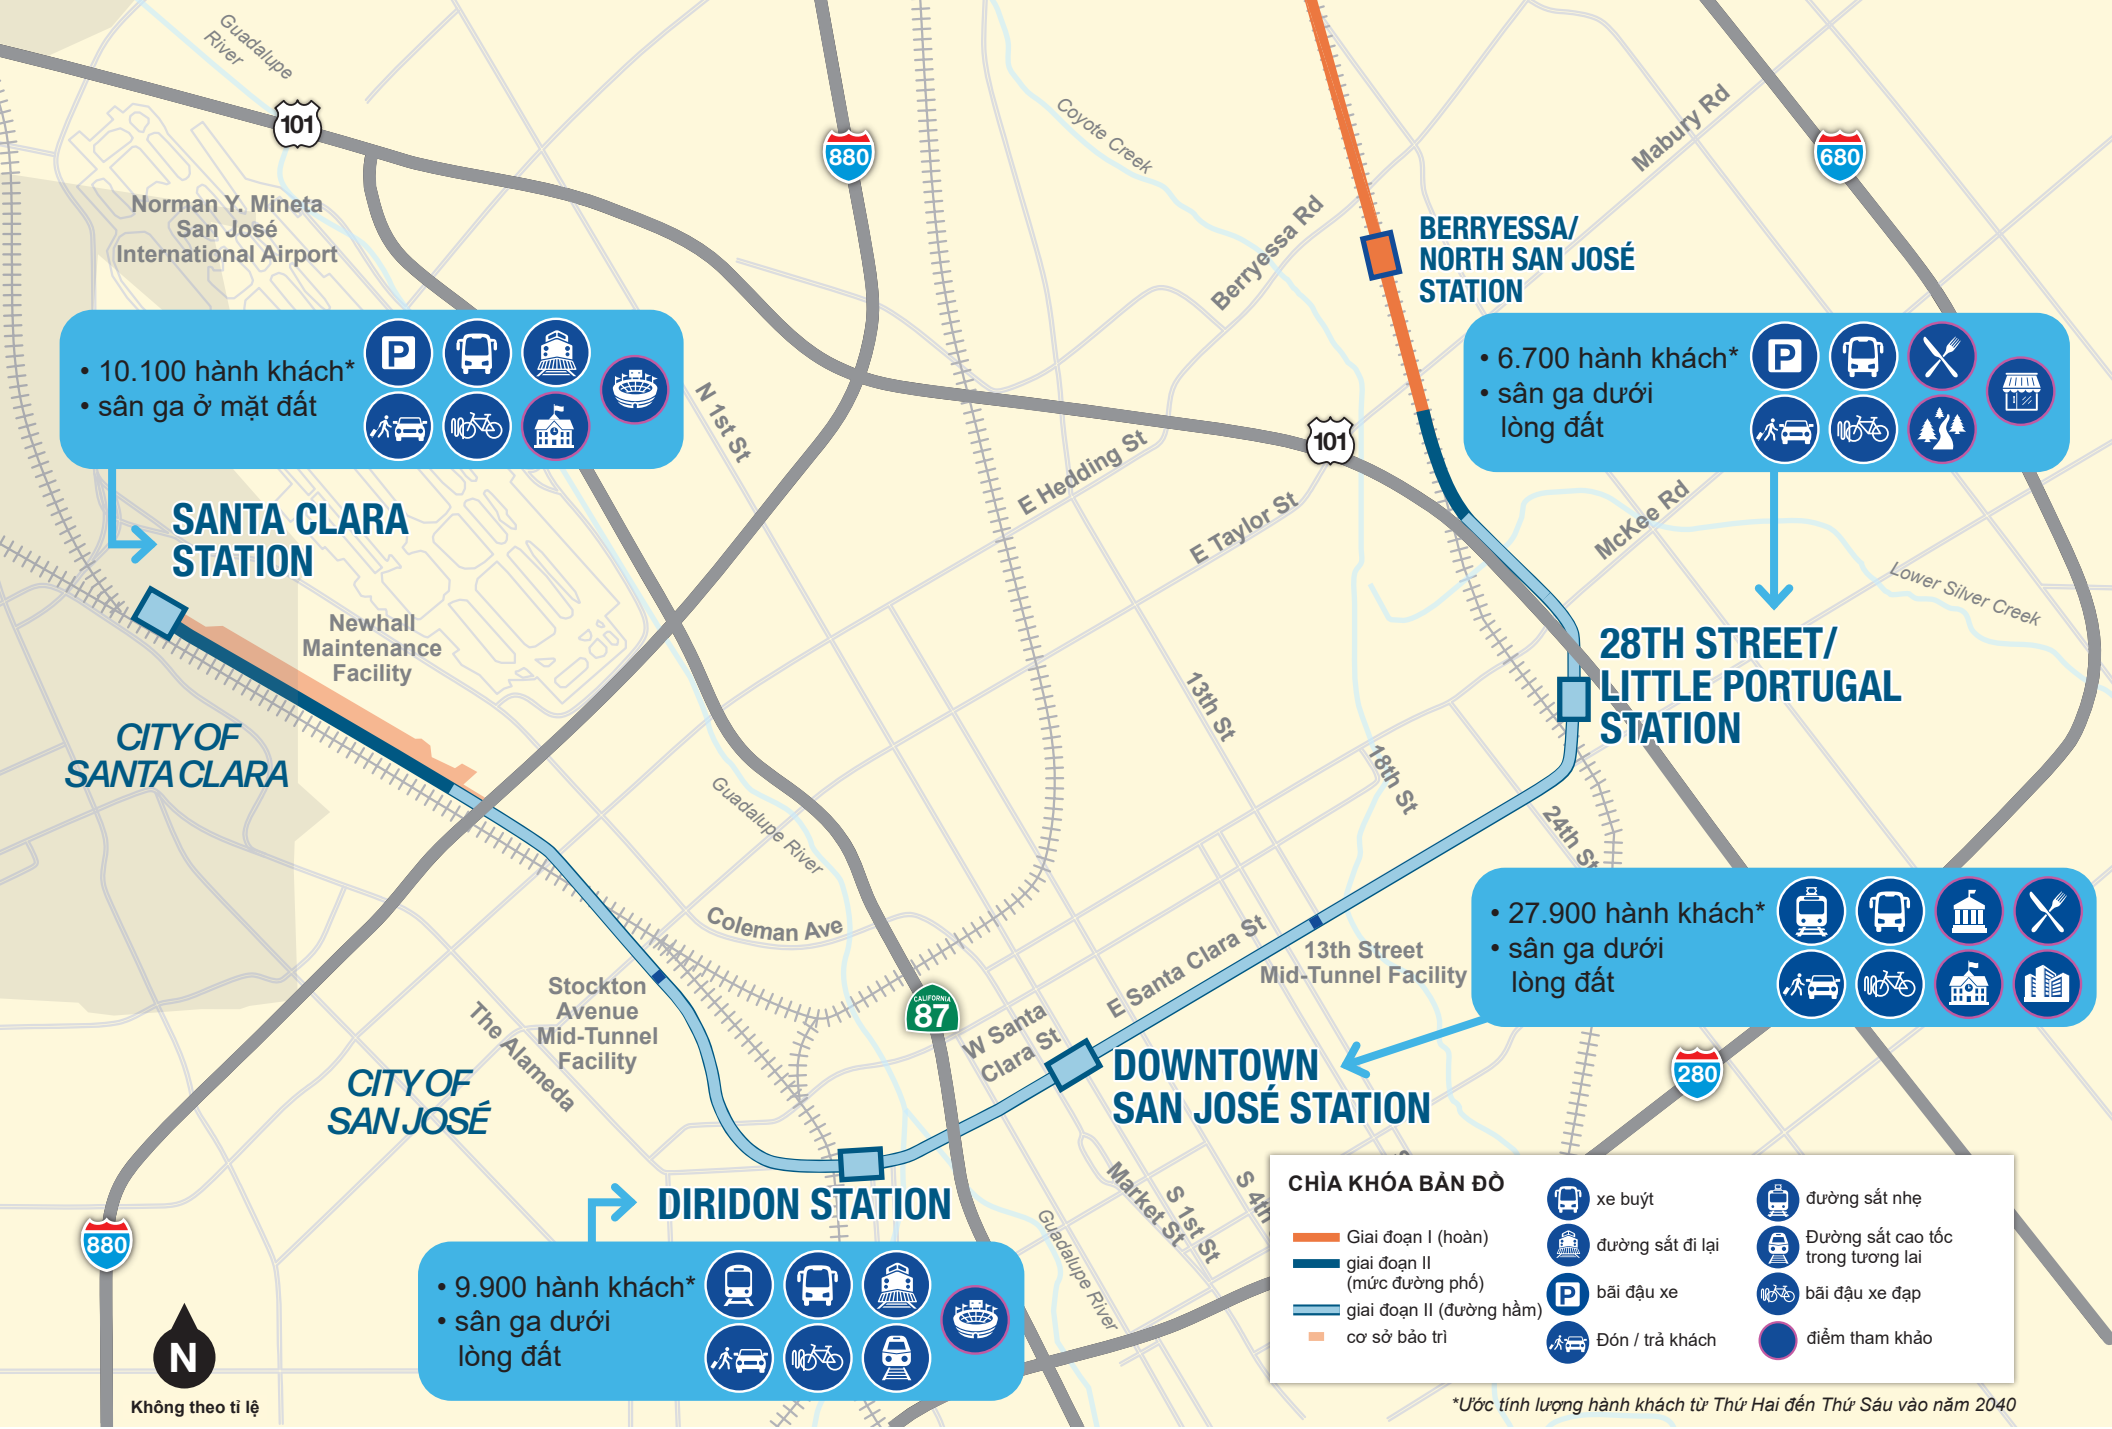 Guadalupe
River
101
880
Coyote Creek
Mabury Rd
680
Norman Y. Mineta
San José
International Airport
Berryessa Rd
BERRYESSA/
NORTH SAN JOSÉ
STATION
• 10.100 hành khách*
• sân ga ở mặt đất
P
• 6.700 hành khách*
• sân ga dưới
lòng đất
P
N 1st St
E Hedding St
101
E Taylor St
McKee Rd
Lower Silver Creek
SANTA CLARA
STATION
Newhall
Maintenance
Facility
28TH STREET/
LITTLE PORTUGAL
STATION
13th St
18th St
24th St
CITY OF
SANTA CLARA
Guadalupe River
Coleman Ave
E Santa Clara St
13th Street
Mid-Tunnel Facility
• 27.900 hành khách*
• sân ga dưới
lòng đất
Stockton
Avenue
Mid-Tunnel
Facility
The Alameda
CALIFORNIA
87
W Santa
Clara St
DOWNTOWN
SAN JOSÉ STATION
280
CITY OF
SAN JOSÉ
DIRIDON STATION
Market St
S 1st St
S 4th
Guadalupe River
880
• 9.900 hành khách*
• sân ga dưới
lòng đất
N
Không theo tỉ lệ
CHÌA KHÓA BẢN ĐỒ
Giai đoạn I (hoàn)
giai đoạn II
(mức đường phố)
giai đoạn II (đường hầm)
cơ sở bảo trì
xe buýt
đường sắt đi lại
P
bãi đậu xe
Đón / trả khách
đường sắt nhẹ
Đường sắt cao tốc
trong tương lai
bãi đậu xe đạp
điểm tham khảo
*Ước tính lượng hành khách từ Thứ Hai đến Thứ Sáu vào năm 2040